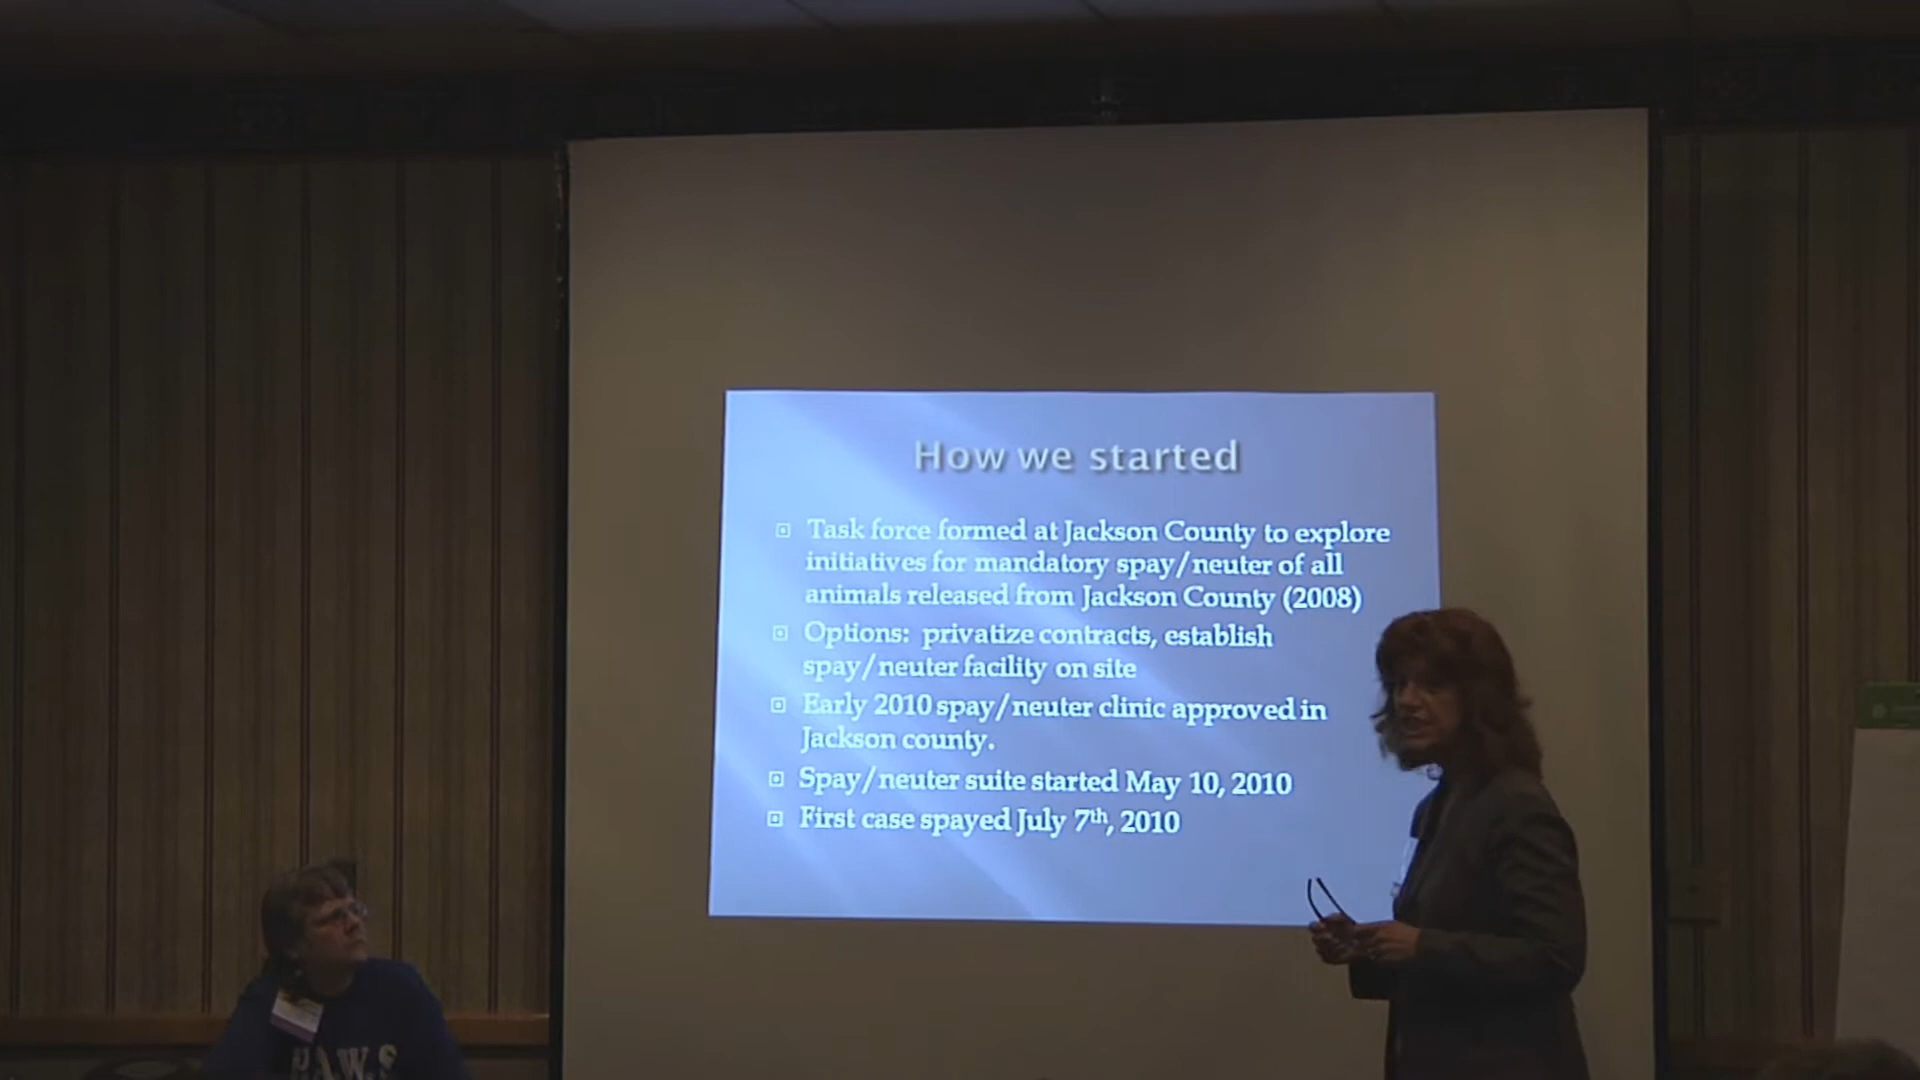 How we started
Task force formed at Jackson County to explore
initiatives for mandatory spay/neuter of all
animals released from Jackson County (2008)
Options: privatize contracts, establish
spay/neuter facility on site
Early 2010 spay/neuter clinic approved in
Jackson county.
Spay/neuter suite started May 10, 2010
First case spayed July 7th, 2010
P.A.W.S